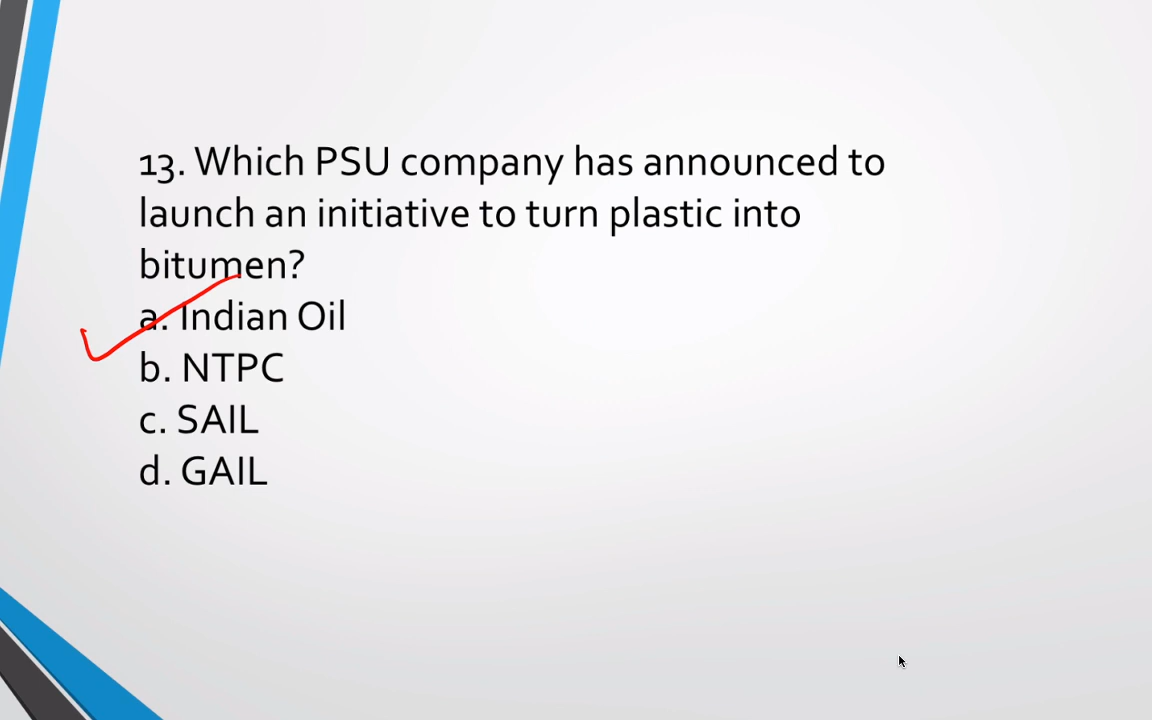 13. Which PSU company has announced to
launch an initiative to turn plastic into
bitumen?
a. Indian Oil
b. NTPC
c. SAIL
d. GAIL